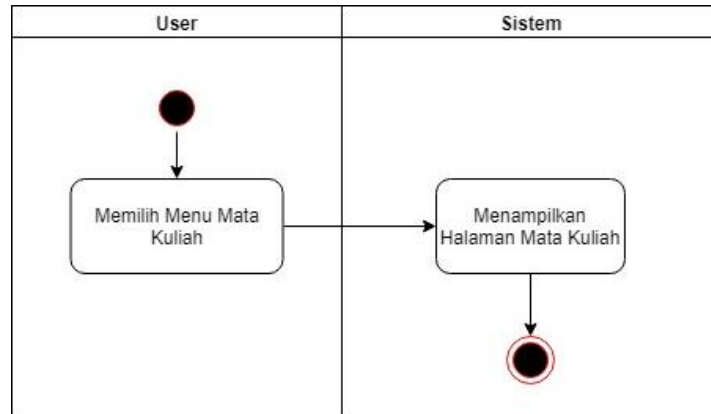 User
Sistem
Memilih Menu Mata
Kuliah
Menampilkan
Halaman Mata Kuliah